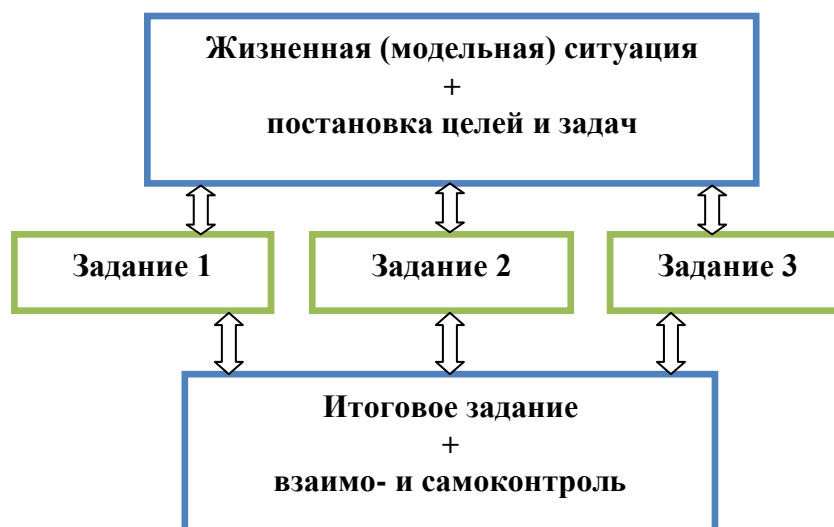 Жизненная (модельная) ситуация
+
постановка целей и задач
Задание 1
Задание 2
Задание 3
Итоговое задание
+
взаимо- и самоконтроль